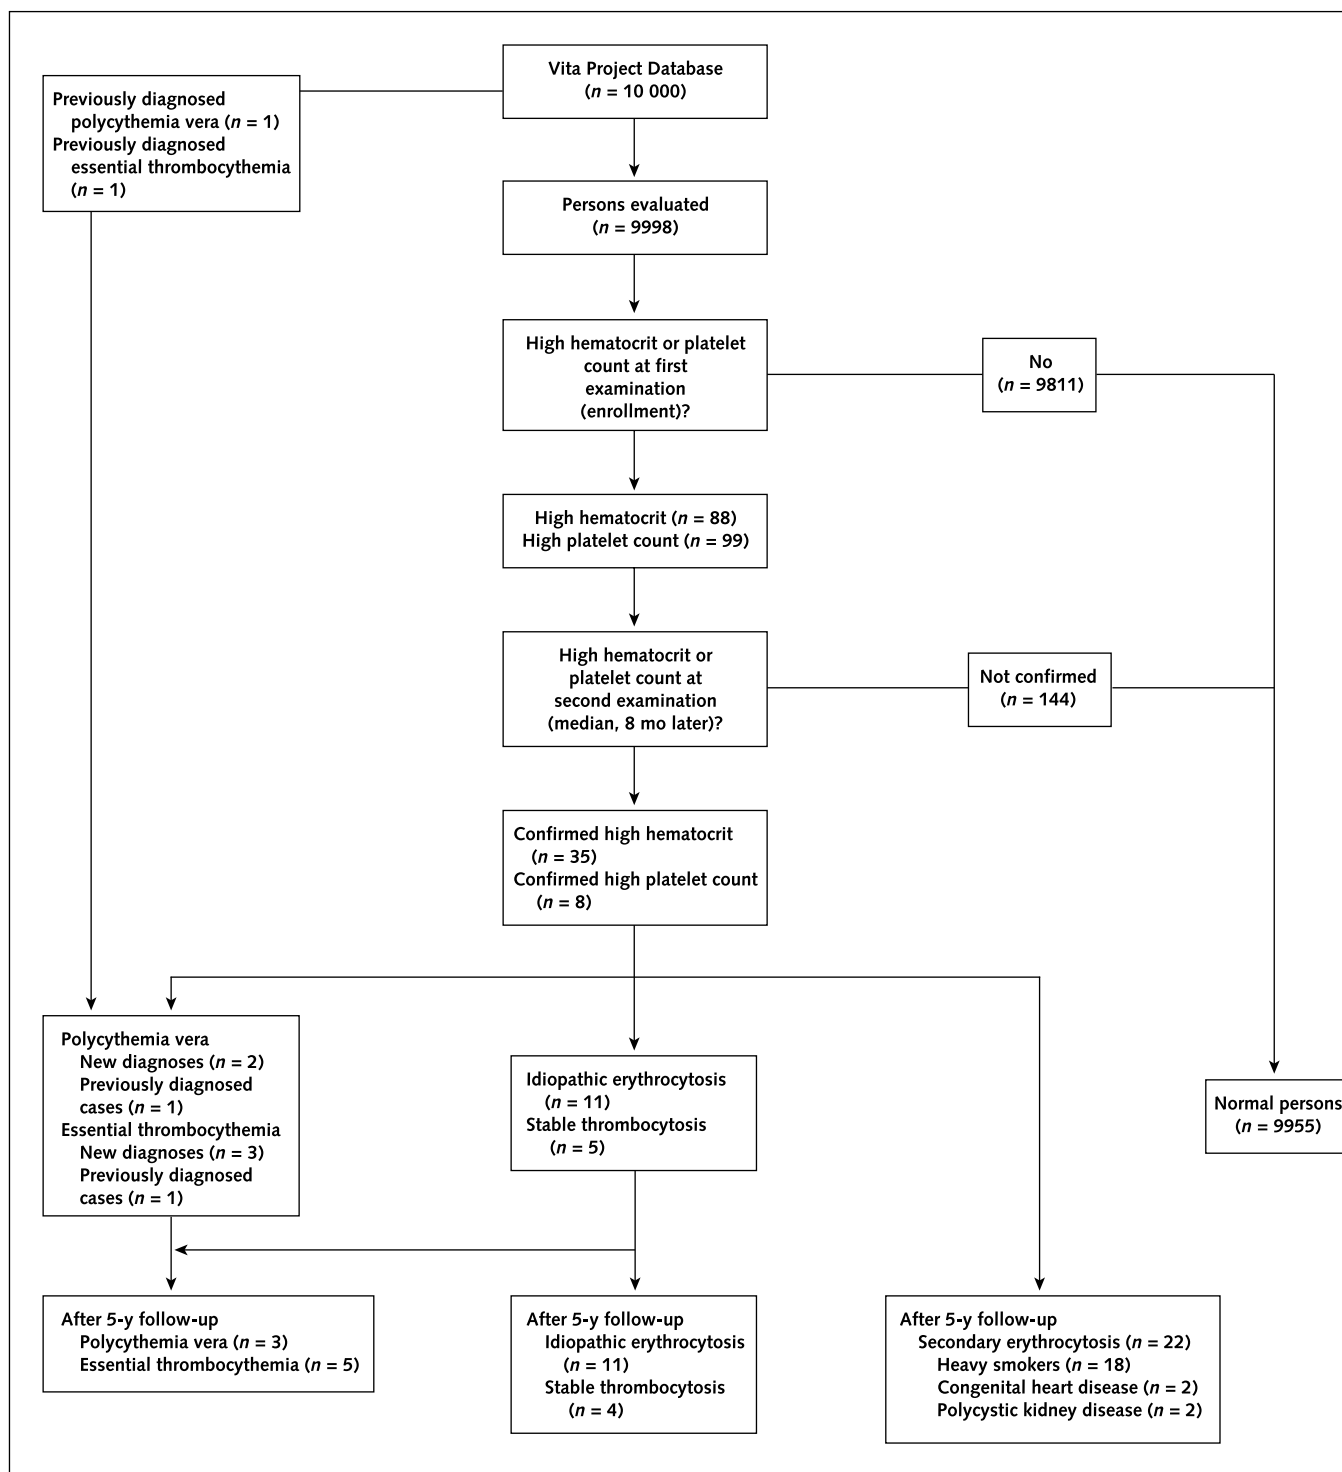 Vita Project Database
(n = 10 000)
Previously diagnosed
polycythemia vera (n = 1)
Previously diagnosed
essential thrombocythemia
(n = 1)
Persons evaluated
(n = 9998)
High hematocrit or platelet
count at first
examination
(enrollment)?
No
(n = 9811)
High hematocrit (n = 88)
High platelet count (n = 99)
High hematocrit or
platelet count at
second examination
(median, 8 mo later)?
Not confirmed
(n = 144)
Confirmed high hematocrit
(n = 35)
Confirmed high platelet count
(n = 8)
Polycythemia vera
New diagnoses (n = 2)
Previously diagnosed
cases (n = 1)
Essential thrombocythemia
New diagnoses (n = 3)
Previously diagnosed
cases (n = 1)
Idiopathic erythrocytosis
(n = 11)
Stable thrombocytosis
(n = 5)
Normal persons
(n = 9955)
After 5-y follow-up
Polycythemia vera (n = 3)
Essential thrombocythemia (n = 5)
After 5-y follow-up
Idiopathic erythrocytosis
(n = 11)
Stable thrombocytosis
(n = 4)
After 5-y follow-up
Secondary erythrocytosis (n = 22)
Heavy smokers (n = 18)
Congenital heart disease (n = 2)
Polycystic kidney disease (n = 2)